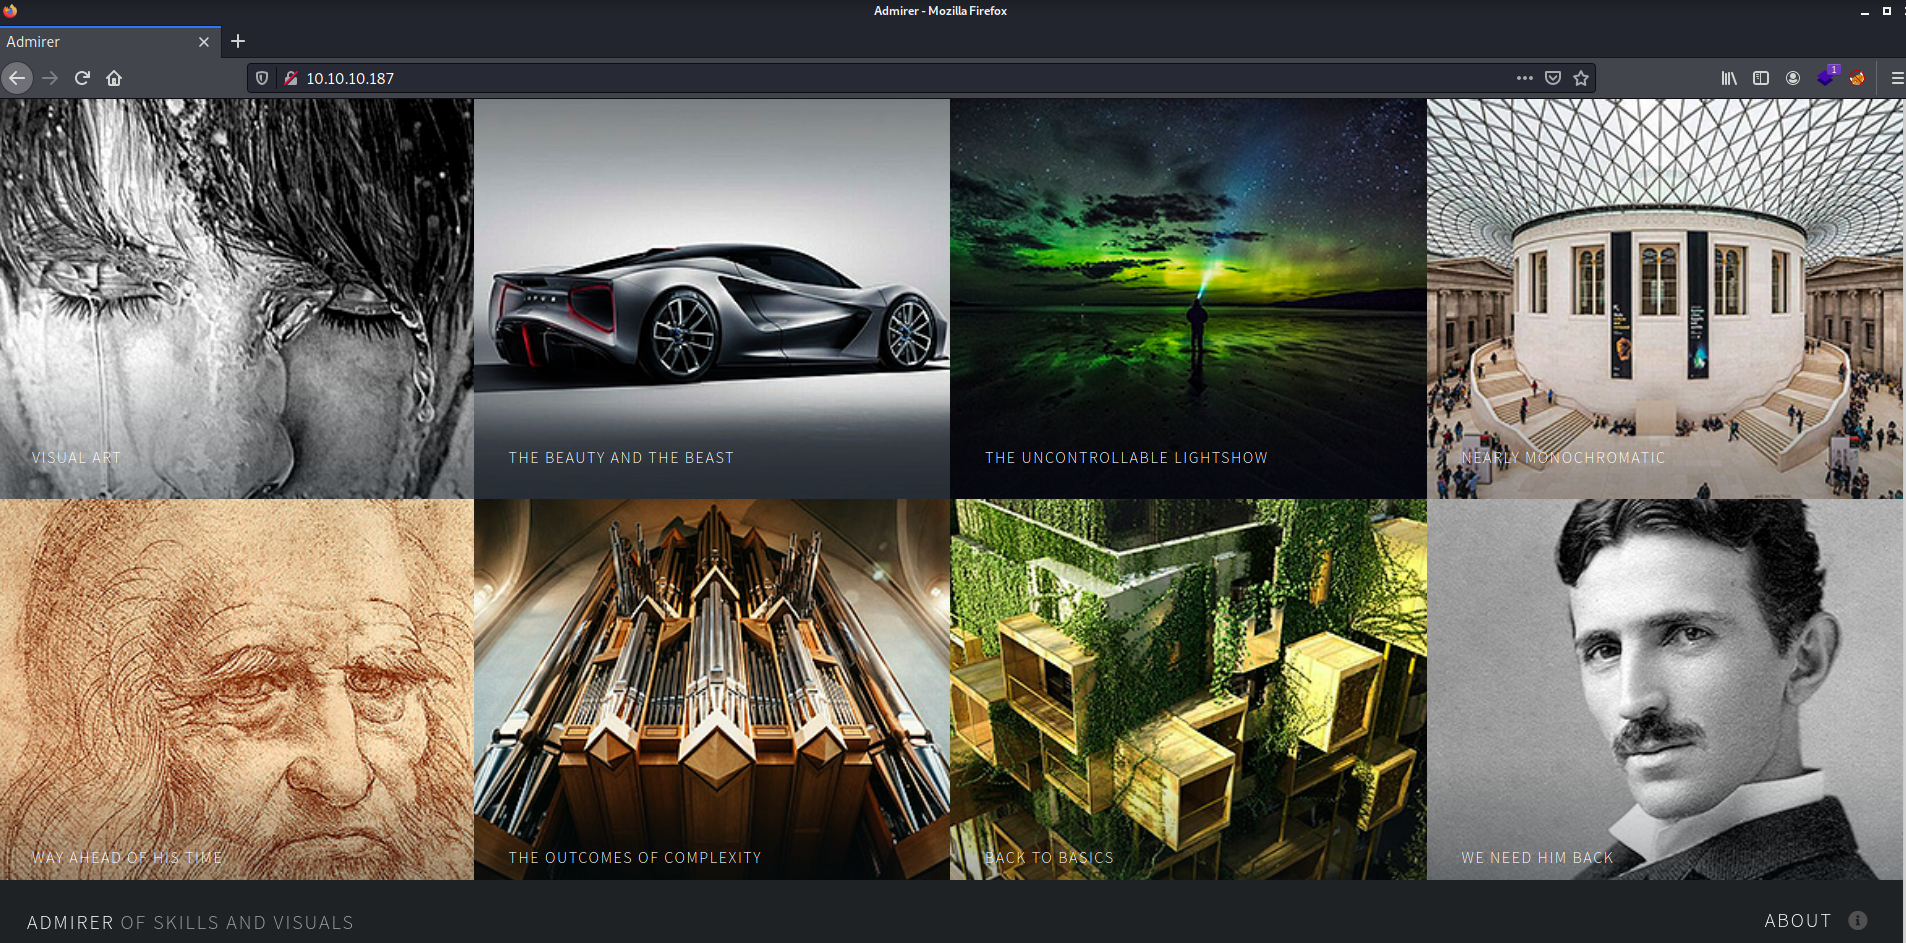 Admirer - Mozilla Firefox
Admirer
10.10.10.187
1
VISUAL ART
THE BEAUTY AND THE BEAST
THE UNCONTROLLABLE LIGHTSHOW
NEARLY MONOCHROMATIC
WAY AHEAD OF HIS TIME
THE OUTCOMES OF COMPLEXITY
BACK TO BASICS
WE NEED HIM BACK
ADMIRER OF SKILLS AND VISUALS
ABOUT